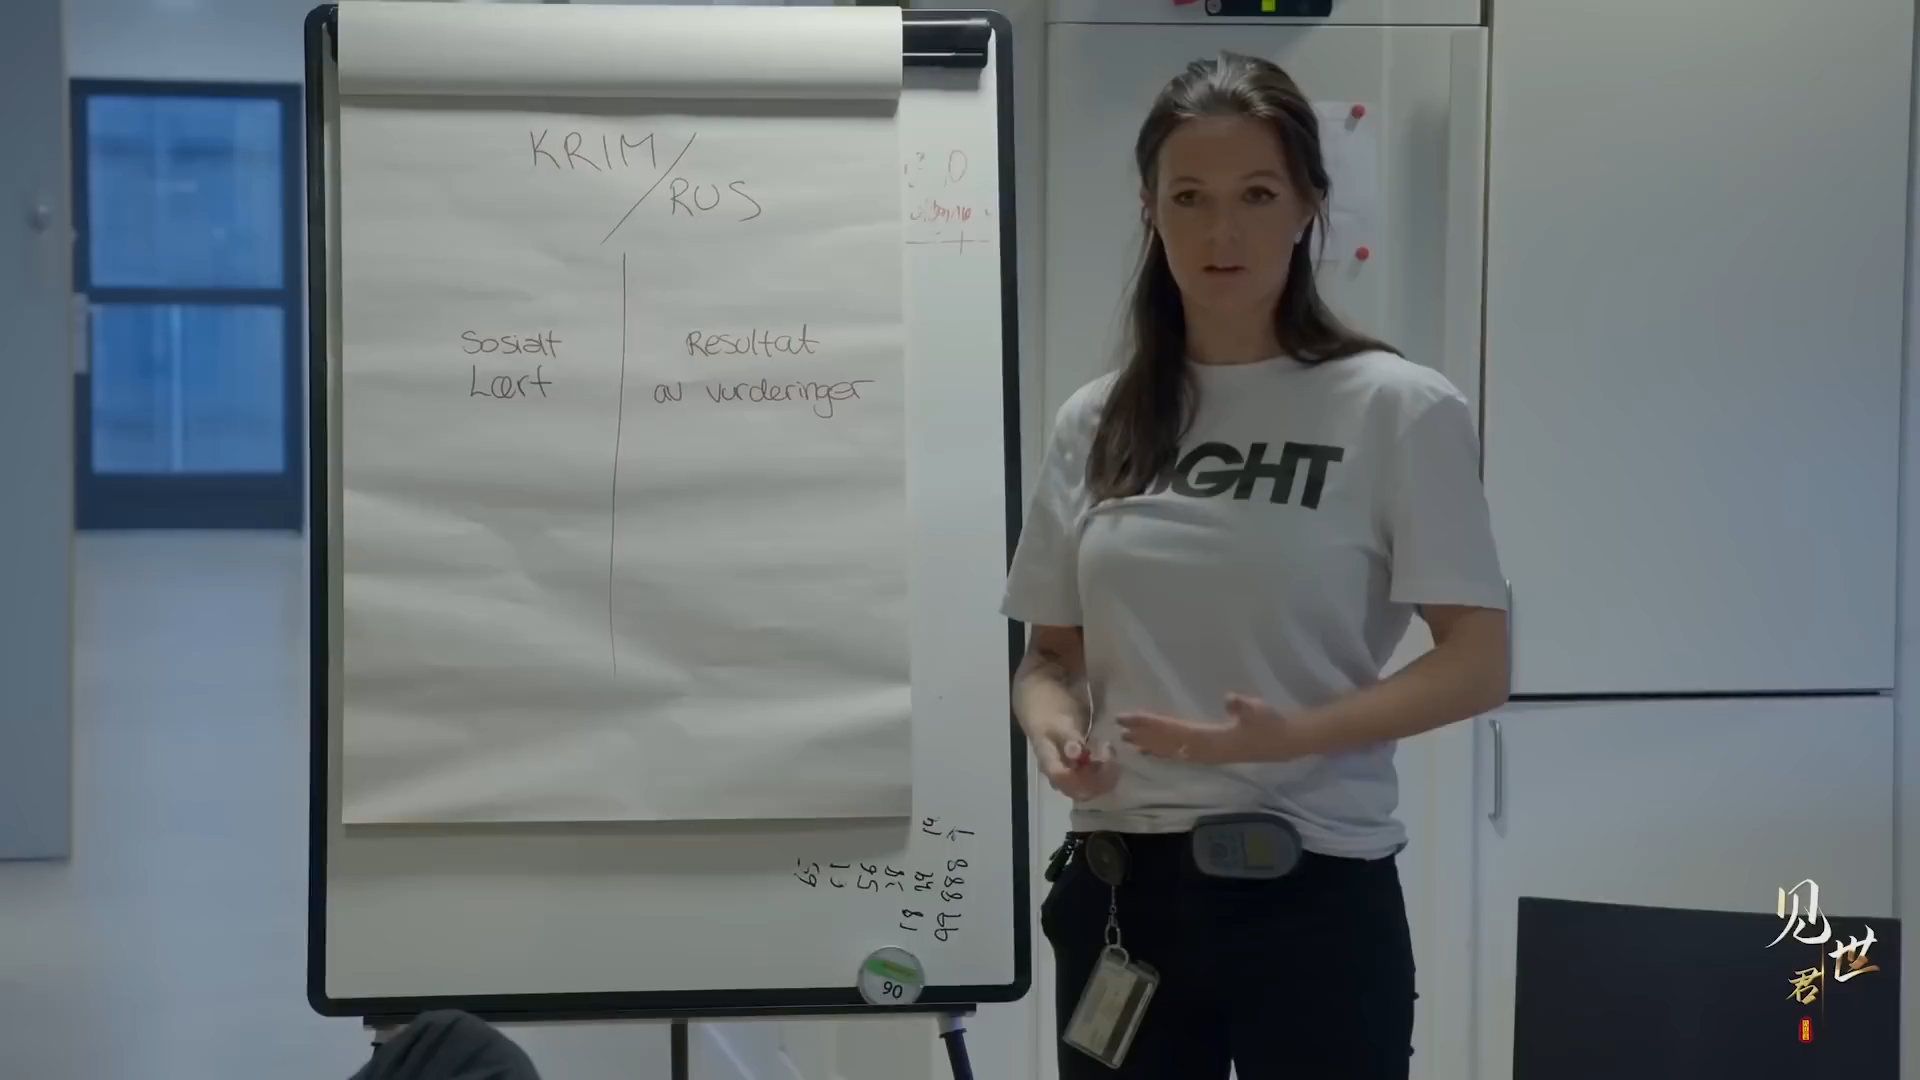 KRIM/
RUS
Sosialt
Lært
Resultat
av vurderinger
IGHT
90
见世君